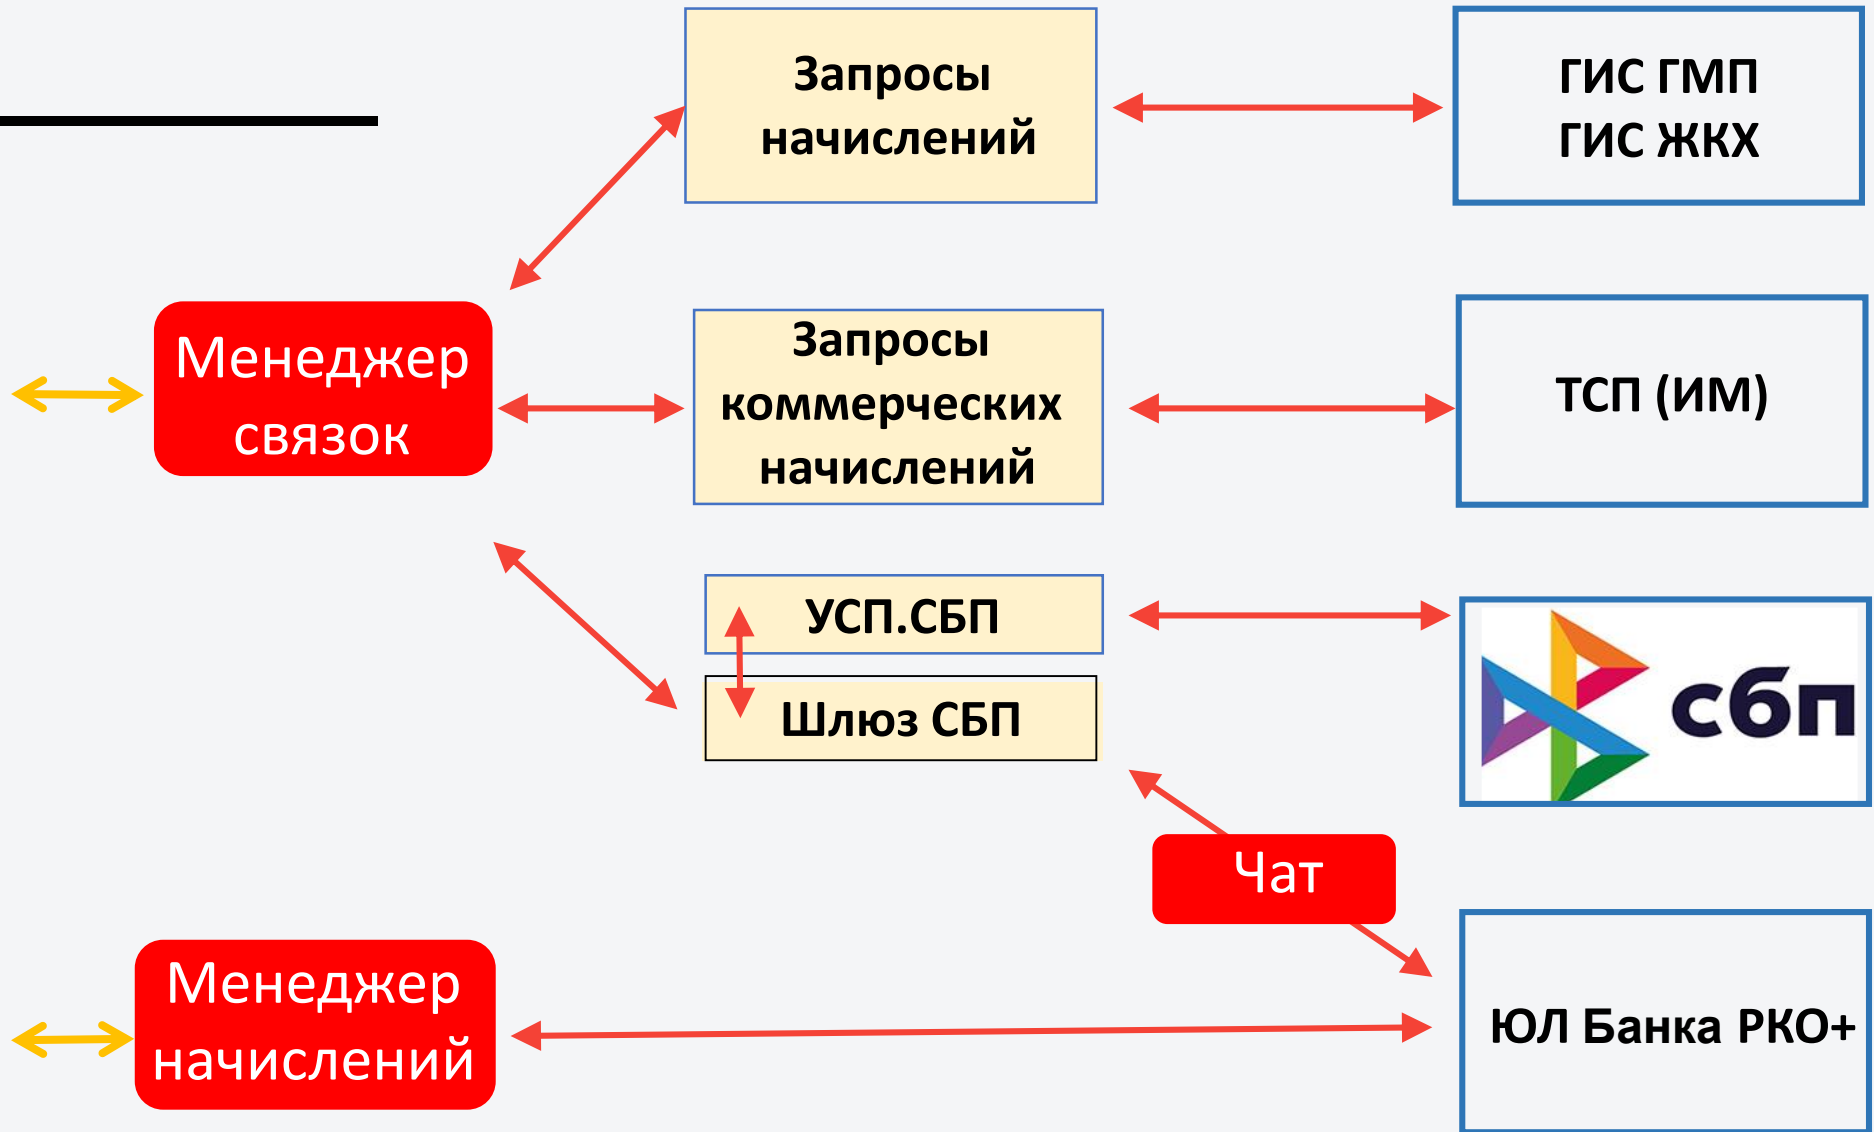 Запросы
начислений
ГИС ГМП
ГИС ЖКХ
Менеджер
связок
Запросы
коммерческих
начислений
ТСП (ИМ)
УСП.СБП
Шлюз СБП
сбп
Чат
Менеджер
начислений
ЮЛ Банка РКО+